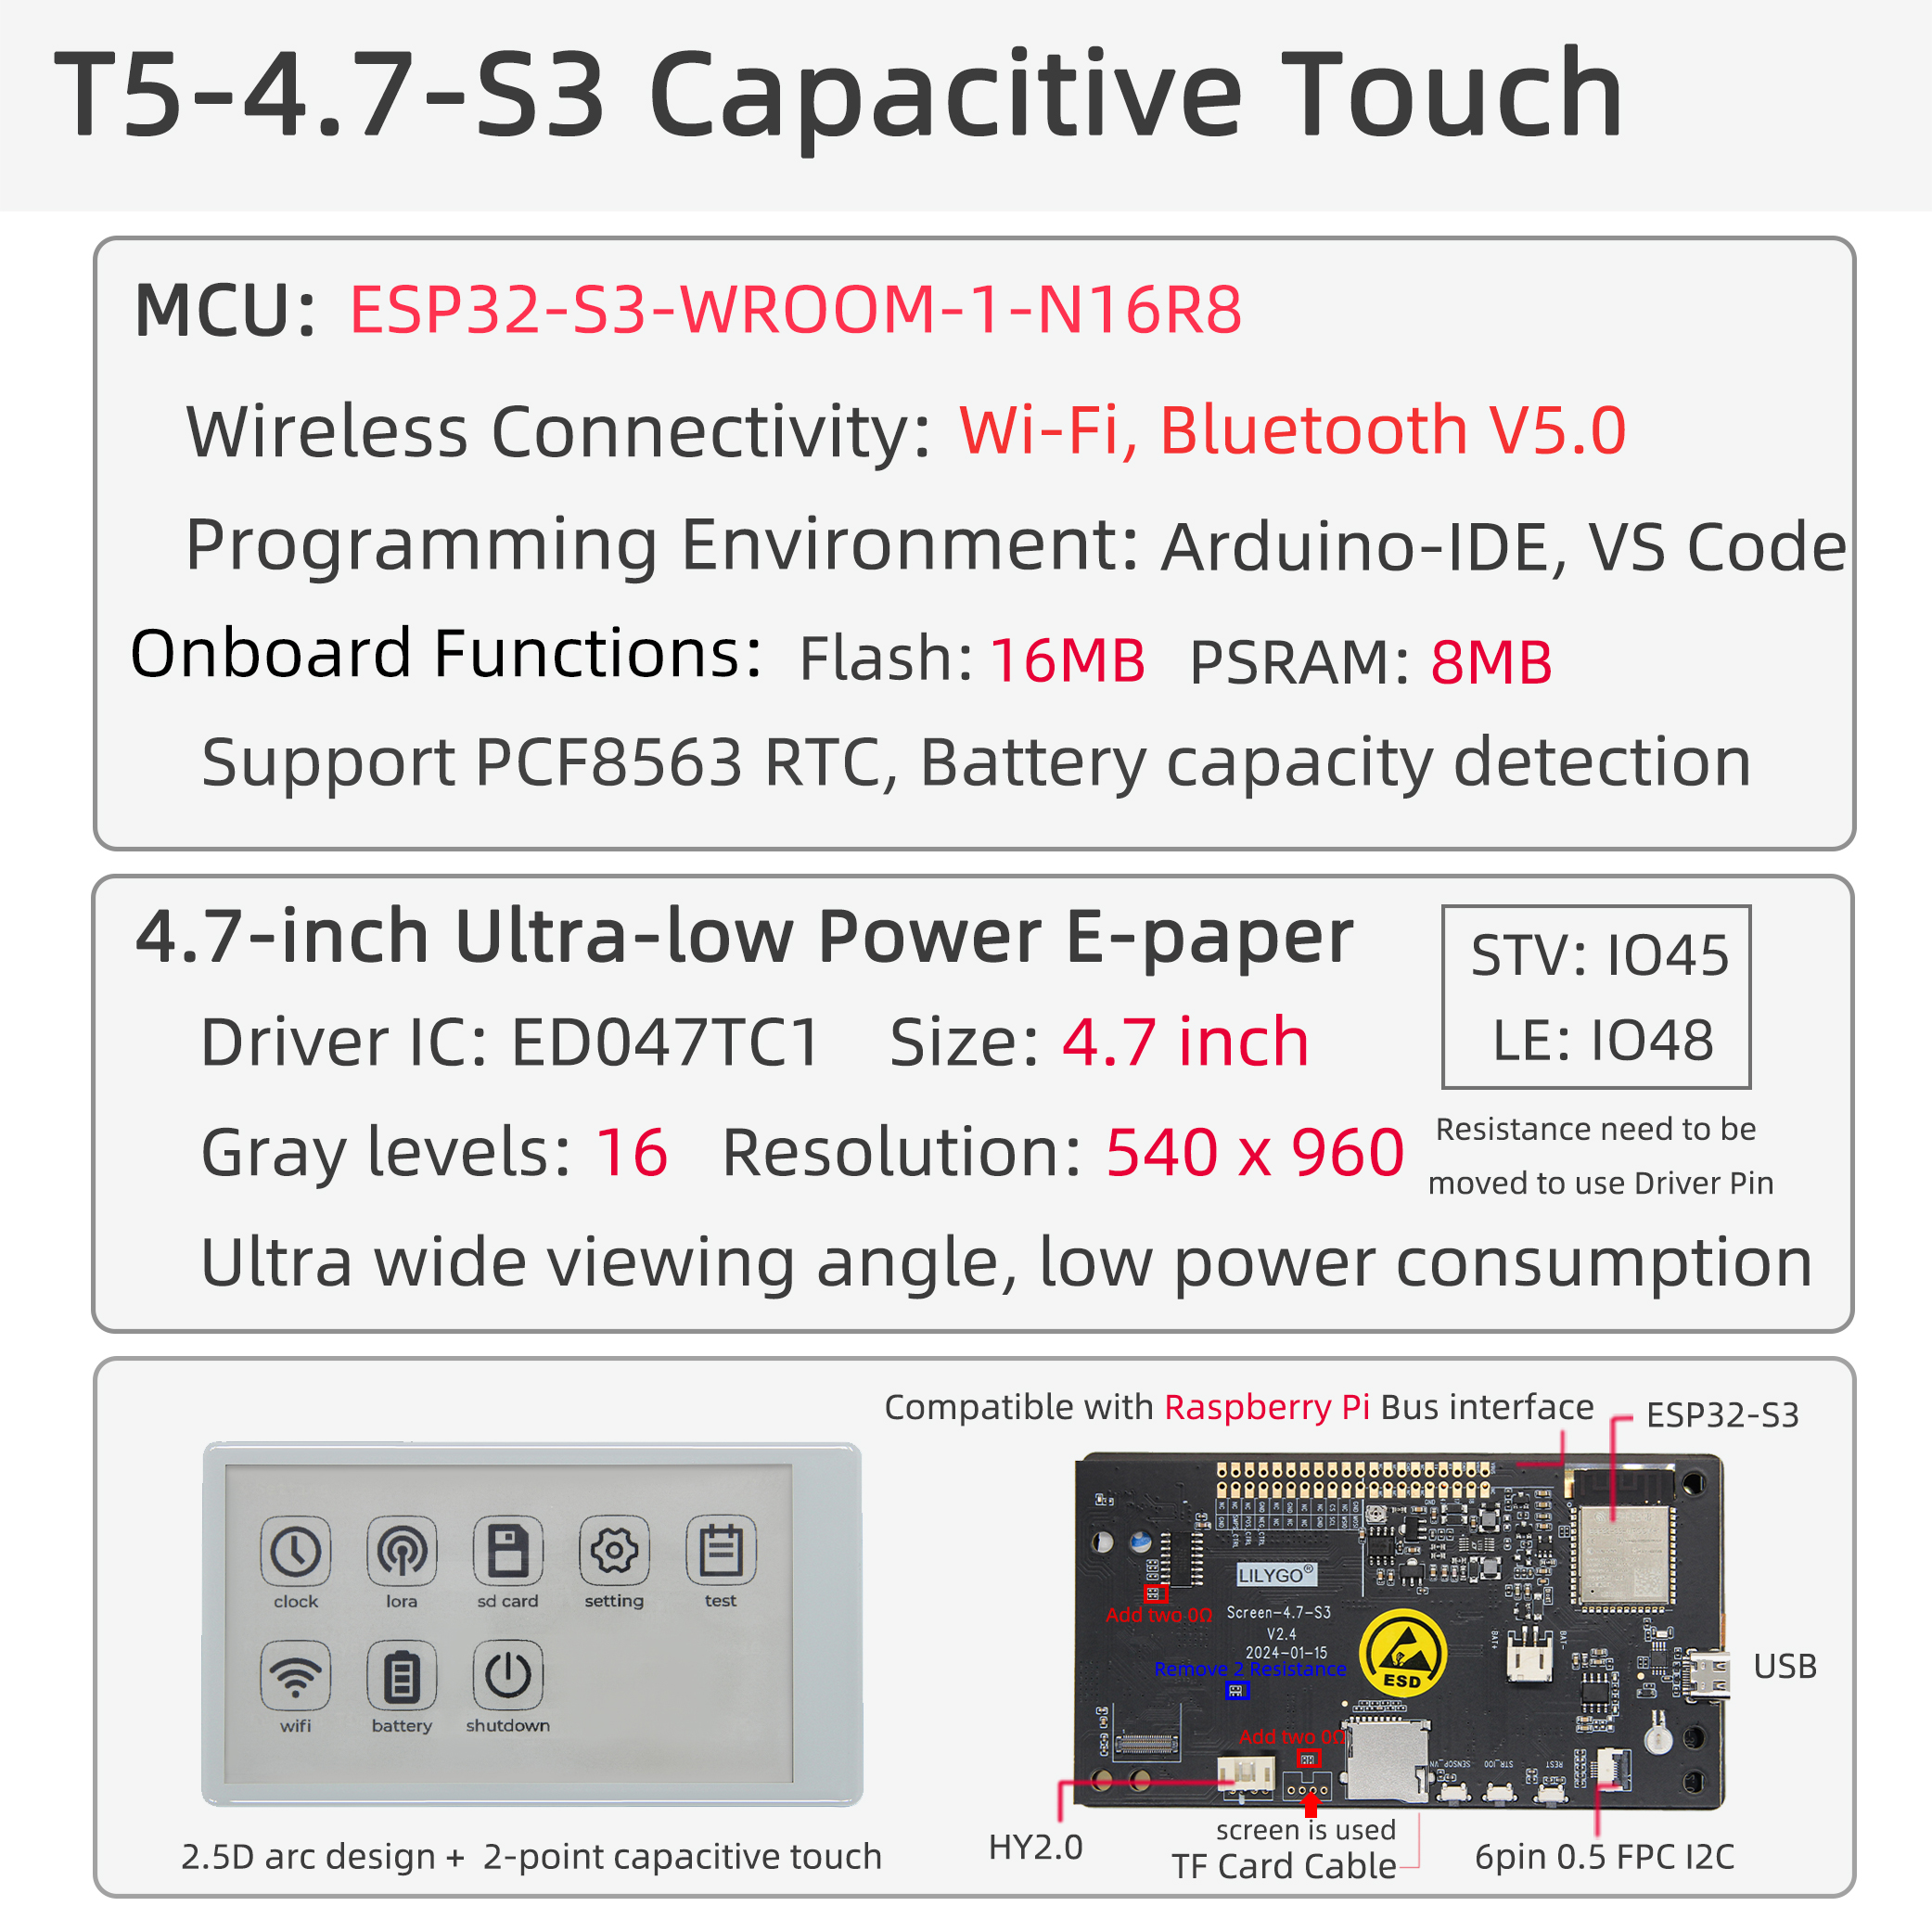 T5-4.7-S3 Capacitive Touch
MCU: ESP32-S3-WROOM-1-N16R8
Wireless Connectivity: Wi-Fi, Bluetooth V5.0
Programming Environment: Arduino-IDE, VS Code
Onboard Functions: Flash: 16MB PSRAM: 8MB
Support PCF8563 RTC, Battery capacity detection
4.7-inch Ultra-low Power E-paper
Driver IC: ED047TC1 Size: 4.7 inch
Gray levels: 16 Resolution: 540 x 960
Ultra wide viewing angle, low power consumption
STV: IO45
LE: IO48
Resistance need to be
moved to use Driver Pin
clock lora sd card setting test
wifi battery shutdown
2.5D arc design + 2-point capacitive touch
Compatible with Raspberry Pi Bus interface
ESP32-S3
LILYGO®
Add two 0Ω
Screen-4.7-S3
V2.4
2024-01-15
Remove 2 Resistance
ESD
BAT+
BAT-
USB
Add two 0Ω
SENSOP_VN
STR_IO0
REST
HY2.0
screen is used
TF Card Cable
6pin 0.5 FPC I2C